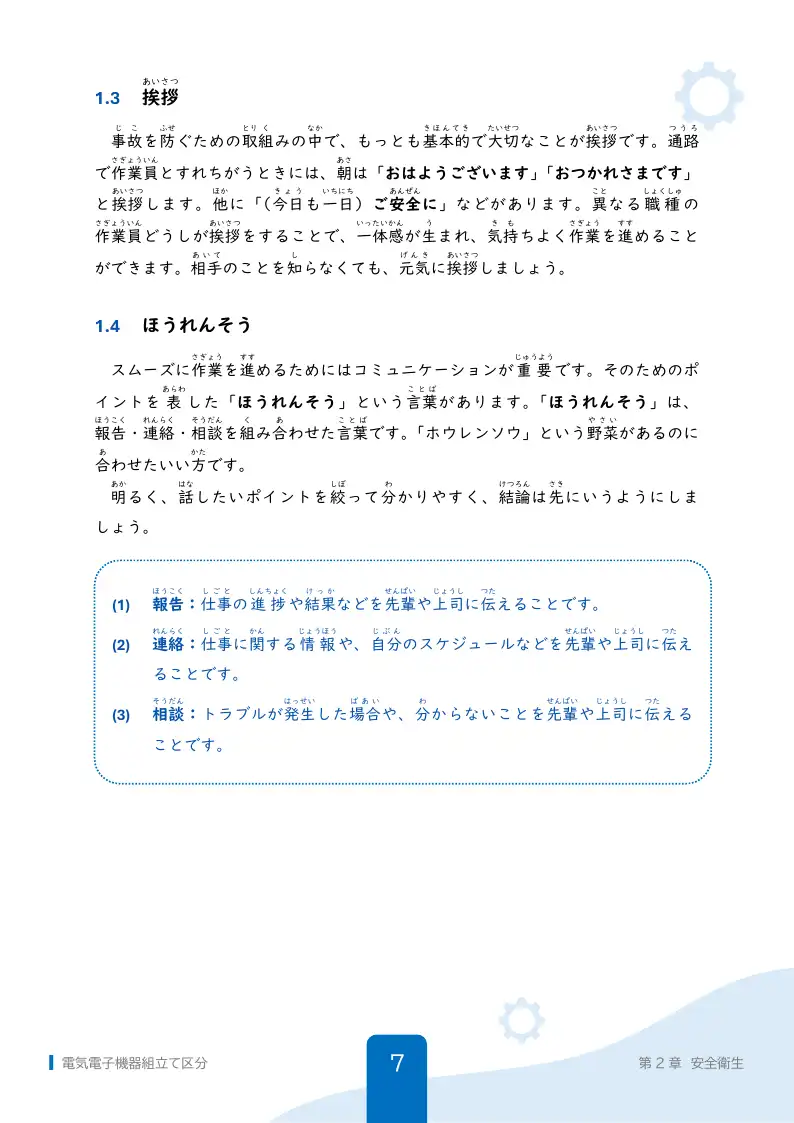 1.3 挨拶
事故を防ぐための取組みの中で、もっとも基本的で大切なことが挨拶です。通路
で作業員とすれちがうときには、朝は「おはようございます」「おつかれさまです」
と挨拶します。他に「（今日も一日）ご安全に」などがあります。異なる職種の
作業員どうしが挨拶をすることで、一体感が生まれ、気持ちよく作業を進めること
ができます。相手のことを知らなくても、元気に挨拶しましょう。
1.4 ほうれんそう
スムーズに作業を進めるためにはコミュニケーションが重要です。そのためのポ
イントを表した「ほうれんそう」という言葉があります。「ほうれんそう」は、
報告・連絡・相談を組み合わせた言葉です。「ホウレンソウ」という野菜があるのに
合わせたいい方です。
明るく、話したいポイントを絞って分かりやすく、結論は先にいうようにしま
しょう。
(1) 報告：仕事の進捗や結果などを先輩や上司に伝えることです。
(2) 連絡：仕事に関する情報や、自分のスケジュールなどを先輩や上司に伝え
ることです。
(3) 相談：トラブルが発生した場合や、分からないことを先輩や上司に伝える
ことです。
電気電子機器組立て区分
7
第 2 章 安全衛生